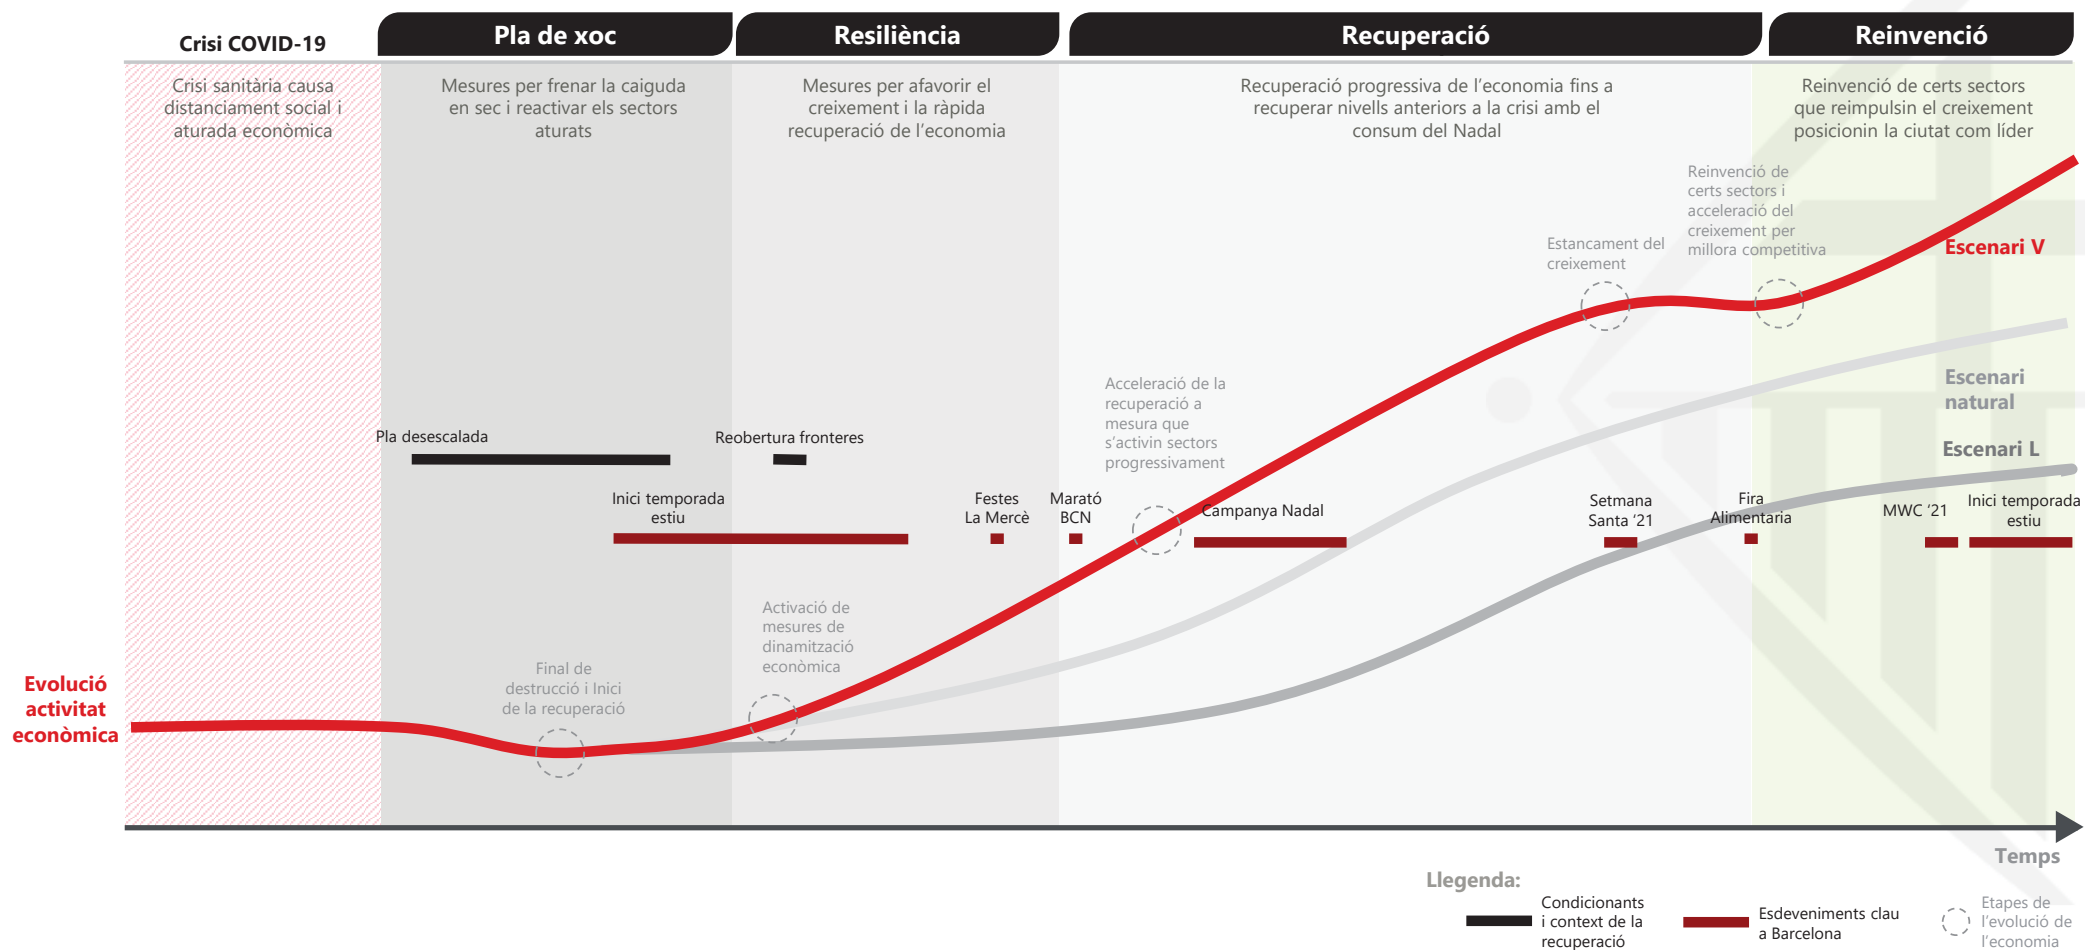 Crisi COVID-19
Pla de xoc
Resiliència
Recuperació
Reinvenció
Crisi sanitària causa
distanciament social i
aturada econòmica
Mesures per frenar la caiguda
en sec i reactivar els sectors
aturats
Mesures per afavorir el
creixement i la ràpida
recuperació de l’economia
Recuperació progressiva de l’economia fins a
recuperar nivells anteriors a la crisi amb el
consum del Nadal
Reinvenció de certs sectors
que reimpulsin el creixement
posicionin la ciutat com líder
Reinvenció de
certs sectors i
acceleració del
creixement per
millora competitiva
Estancament del
creixement
Escenari V
Acceleració de la
recuperació a
mesura que
s’activin sectors
progressivament
Escenari
natural
Escenari L
Pla desescalada
Reobertura fronteres
Inici temporada
estiu
Festes
La Mercè
Marató
BCN
Campanya Nadal
Setmana
Santa ‘21
Fira
Alimentaria
MWC ‘21
Inici temporada
estiu
Activació de
mesures de
dinamització
econòmica
Final de
destrucció i Inici
de la recuperació
Evolució
activitat
econòmica
Temps
Llegenda:
Condicionants
i context de la
recuperació
Esdeveniments clau
a Barcelona
Etapes de
l’evolució de
l’economia